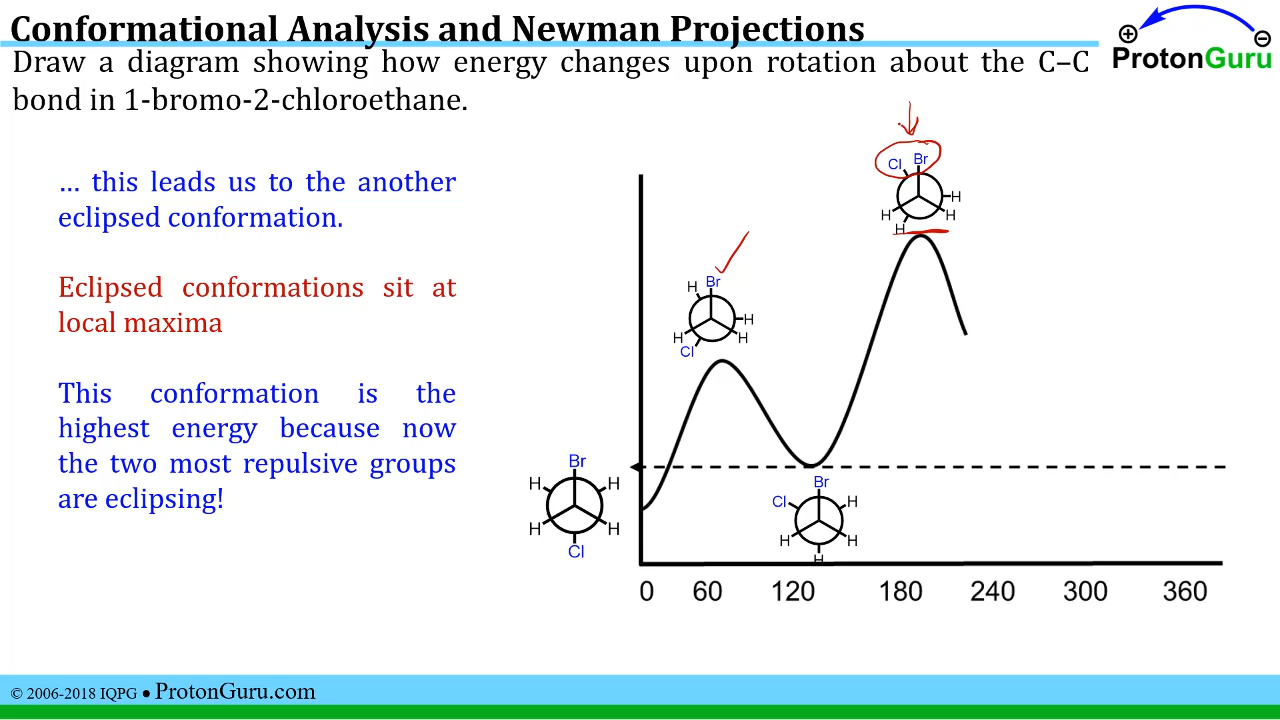 Conformational Analysis and Newman Projections
Draw a diagram showing how energy changes upon rotation about the C–C
bond in 1-bromo-2-chloroethane.
⊕ ⊖
ProtonGuru
… this leads us to the another
eclipsed conformation.
Eclipsed conformations sit at
local maxima
This conformation is the
highest energy because now
the two most repulsive groups
are eclipsing!
Br
H H
H H
Cl
H Br
H
H H
Cl
Br
Cl H
H H
H
Cl Br
H
H H
H
0 60 120 180 240 300 360
© 2006-2018 IQPG ● ProtonGuru.com